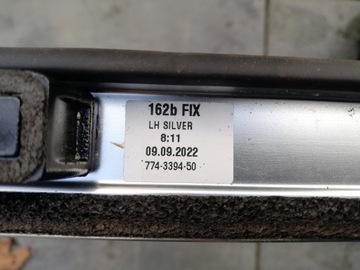 162b FIX
LH SILVER
8:11
09.09.2022
774-3394-50